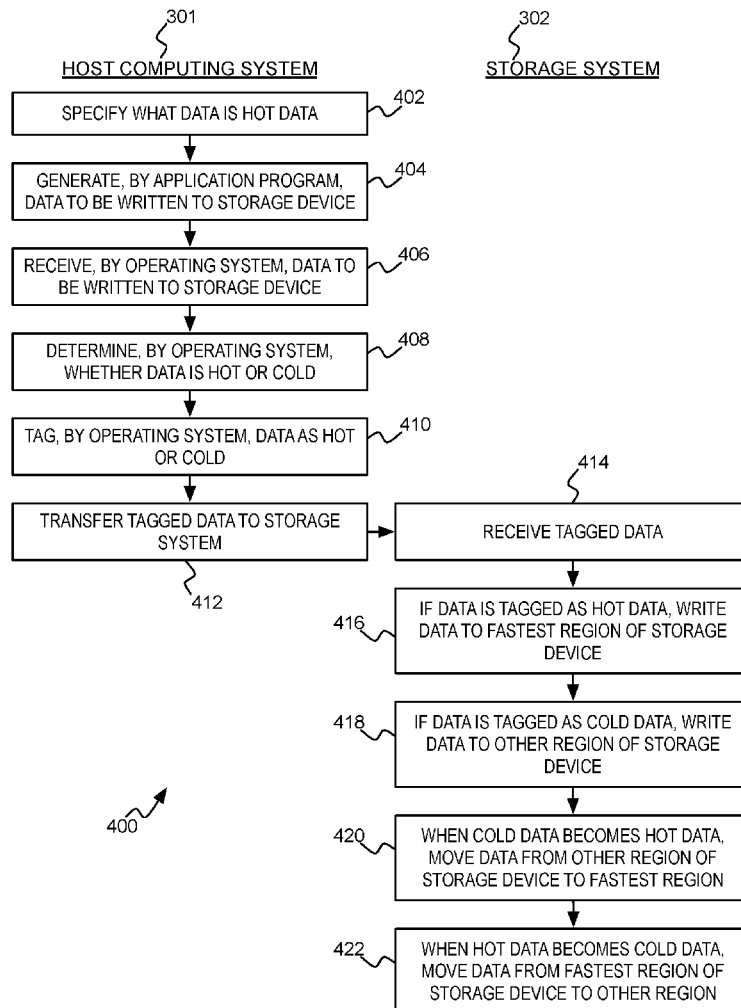 301
HOST COMPUTING SYSTEM
302
STORAGE SYSTEM
SPECIFY WHAT DATA IS HOT DATA
402
GENERATE, BY APPLICATION PROGRAM,
DATA TO BE WRITTEN TO STORAGE DEVICE
404
RECEIVE, BY OPERATING SYSTEM, DATA TO
BE WRITTEN TO STORAGE DEVICE
406
DETERMINE, BY OPERATING SYSTEM,
WHETHER DATA IS HOT OR COLD
408
TAG, BY OPERATING SYSTEM, DATA AS HOT
OR COLD
410
TRANSFER TAGGED DATA TO STORAGE
SYSTEM
412
414
RECEIVE TAGGED DATA
416
IF DATA IS TAGGED AS HOT DATA, WRITE
DATA TO FASTEST REGION OF STORAGE
DEVICE
418
IF DATA IS TAGGED AS COLD DATA, WRITE
DATA TO OTHER REGION OF STORAGE
DEVICE
400
420
WHEN COLD DATA BECOMES HOT DATA,
MOVE DATA FROM OTHER REGION OF
STORAGE DEVICE TO FASTEST REGION
422
WHEN HOT DATA BECOMES COLD DATA,
MOVE DATA FROM FASTEST REGION OF
STORAGE DEVICE TO OTHER REGION